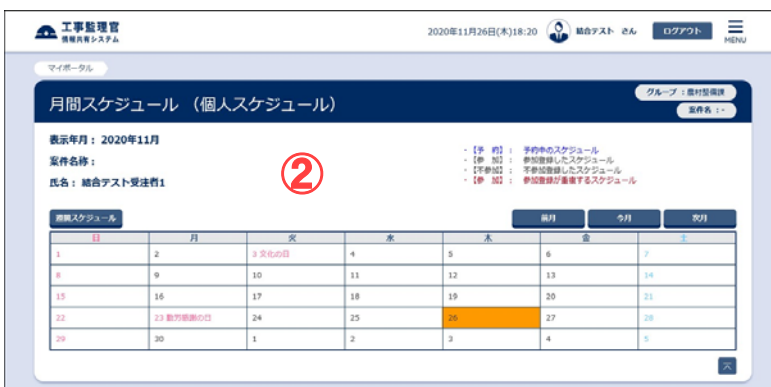 工事監理官
情報共有システム
2020年11月26日(木)18:20 結合テスト さん ログアウト
MENU
マイポータル
月間スケジュール (個人スケジュール)
グループ : 農村整備課
案件名 : -
表示年月 : 2020年11月
案件名称 :
氏名 : 結合テスト受注者1
②
・【予 約】 : 予約中のスケジュール
・【参 加】 : 参加登録したスケジュール
・【不参加】 : 不参加登録したスケジュール
・【参 加】 : 参加登録が重複するスケジュール
週間スケジュール 前月 今月 次月
日 月 火 水 木 金 土
1 2 3 文化の日 4 5 6 7
8 9 10 11 12 13 14
15 16 17 18 19 20 21
22 23 勤労感謝の日 24 25 26 27 28
29 30 1 2 3 4 5